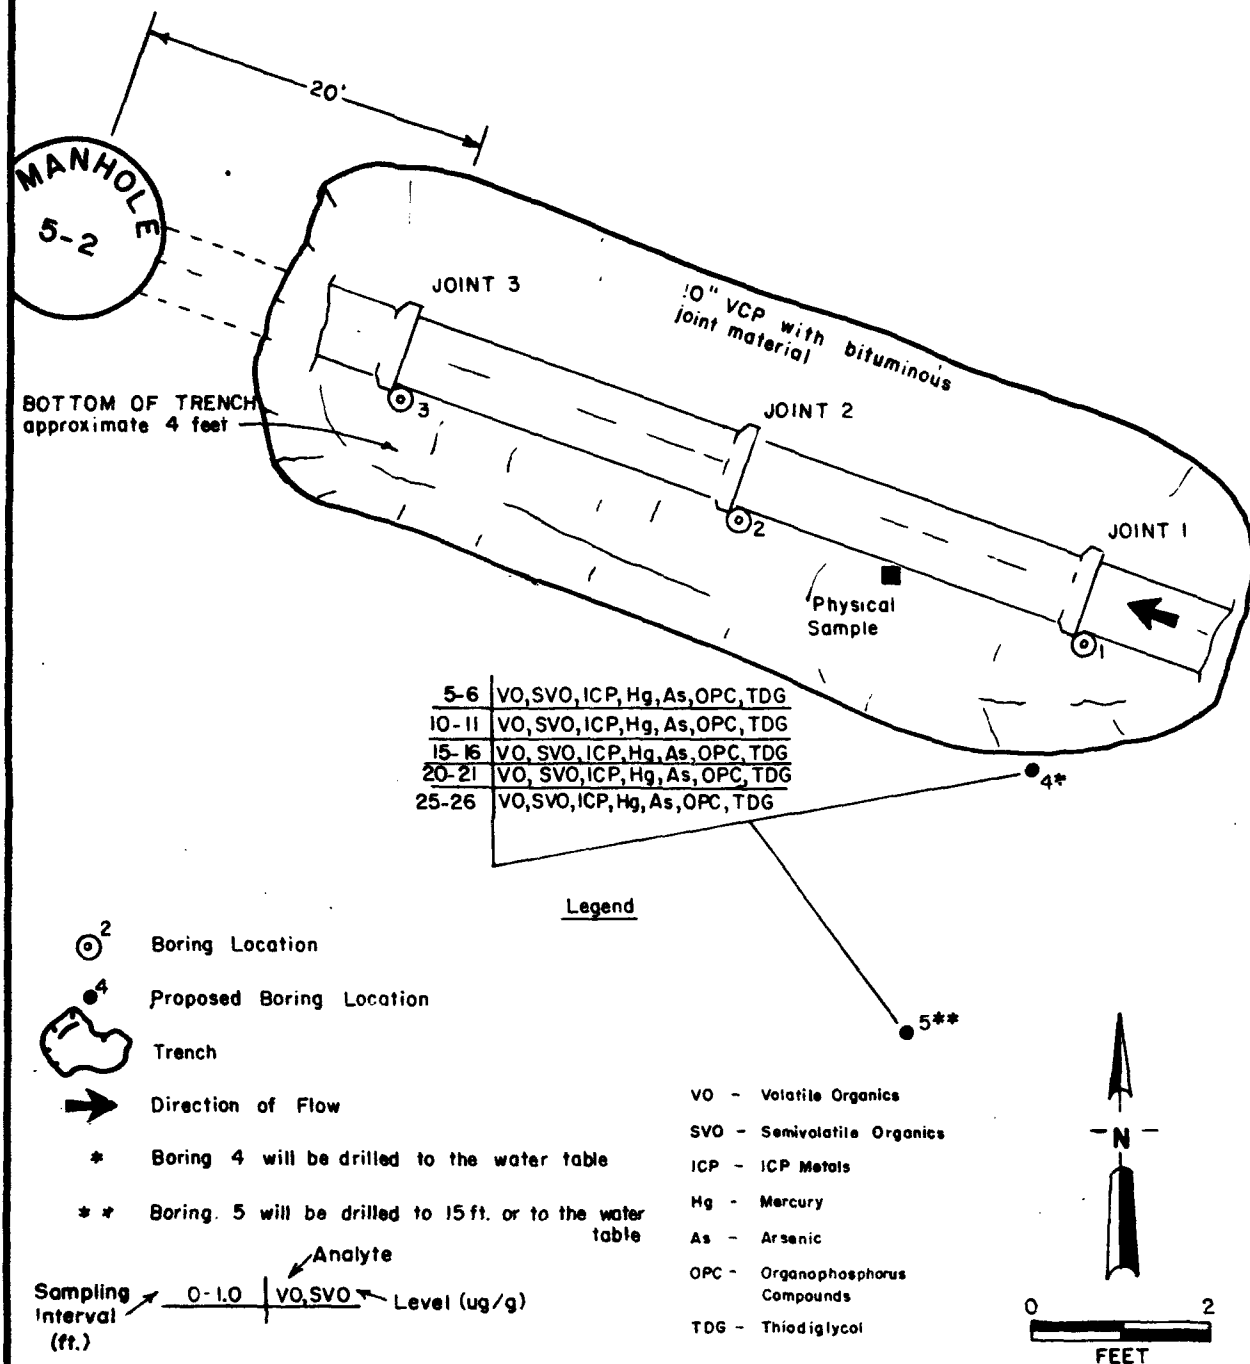 20'
MANHOLE
5-2
JOINT 3
10" VCP with bituminous
joint material
BOTTOM OF TRENCH
approximate 4 feet
3
JOINT 2
2
JOINT 1
Physical
Sample
1
5-6 VO,SVO,ICP,Hg,As,OPC,TDG
10-11 VO,SVO,ICP,Hg,As,OPC,TDG
15-16 VO,SVO,ICP,Hg,As,OPC,TDG
20-21 VO,SVO,ICP,Hg,As,OPC,TDG
25-26 VO,SVO,ICP,Hg,As,OPC,TDG
4*
5**
Legend
2 Boring Location
4 Proposed Boring Location
Trench
Direction of Flow
* Boring 4 will be drilled to the water table
** Boring. 5 will be drilled to 15 ft. or to the water
table
Analyte
Sampling
Interval
(ft.)
0-1.0 VO,SVO
Level (ug/g)
VO - Volatile Organics
SVO - Semivolatile Organics
ICP - ICP Metals
Hg - Mercury
As - Arsenic
OPC - Organophosphorus
Compounds
TDG - Thiodiglycol
N
0 2
FEET